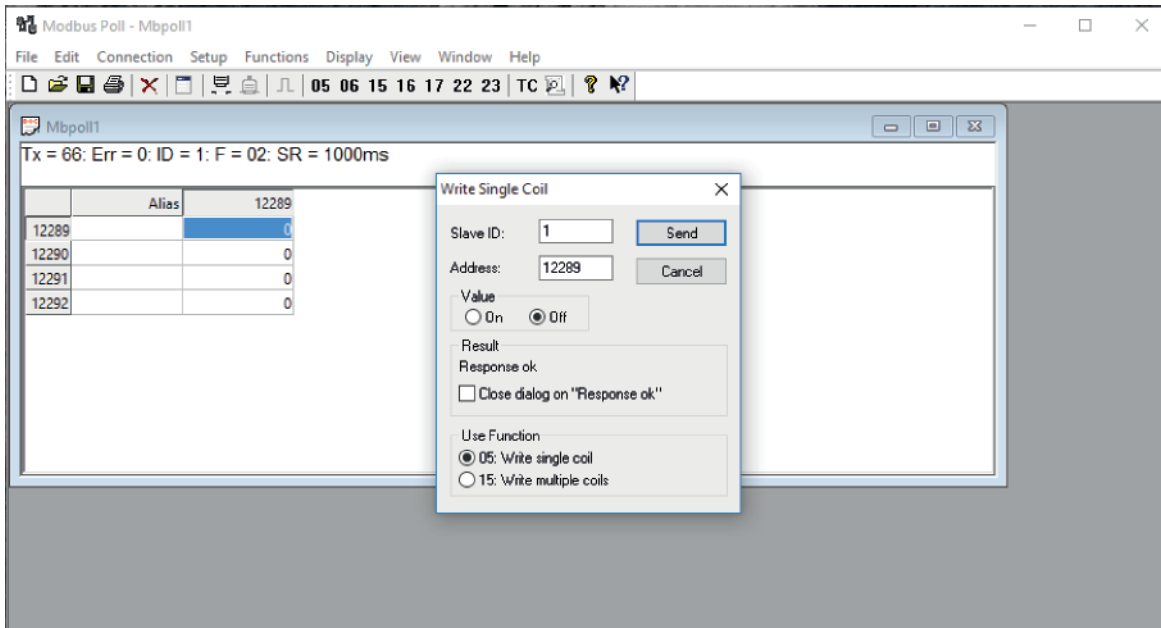 Modbus Poll - Mbpoll1
File Edit Connection Setup Functions Display View Window Help
05 06 15 16 17 22 23 TC
Mbpoll1
Tx = 66: Err = 0: ID = 1: F = 02: SR = 1000ms
Alias 12289
12289 0
12290 0
12291 0
12292 0
Write Single Coil
Slave ID: 1 Send
Address: 12289 Cancel
Value
On Off
Result
Response ok
Close dialog on "Response ok"
Use Function
05: Write single coil
15: Write multiple coils